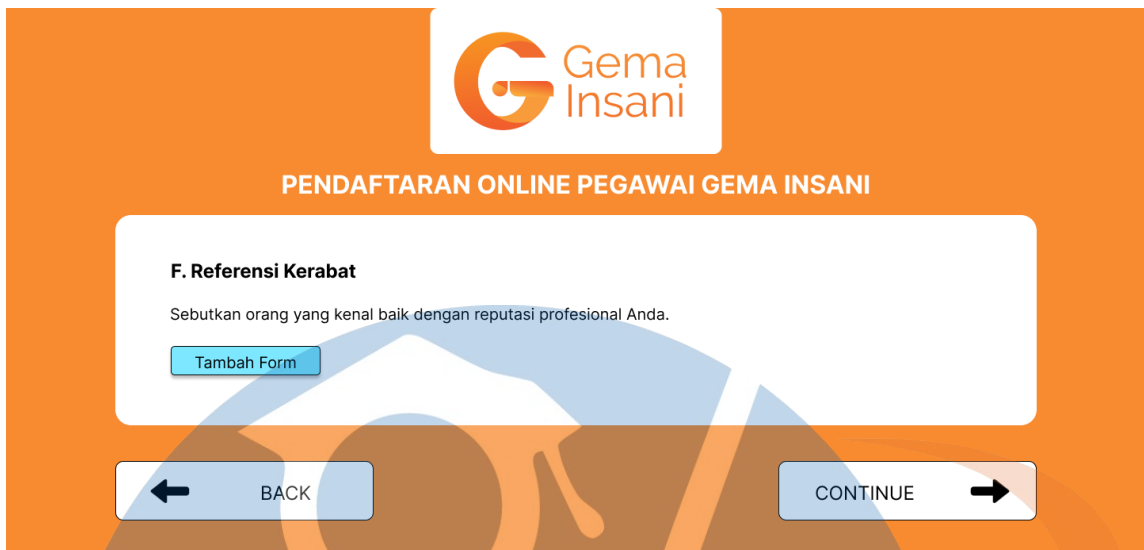 Gema
Insani
PENDAFTARAN ONLINE PEGAWAI GEMA INSANI
F. Referensi Kerabat
Sebutkan orang yang kenal baik dengan reputasi profesional Anda.
Tambah Form
BACK
CONTINUE